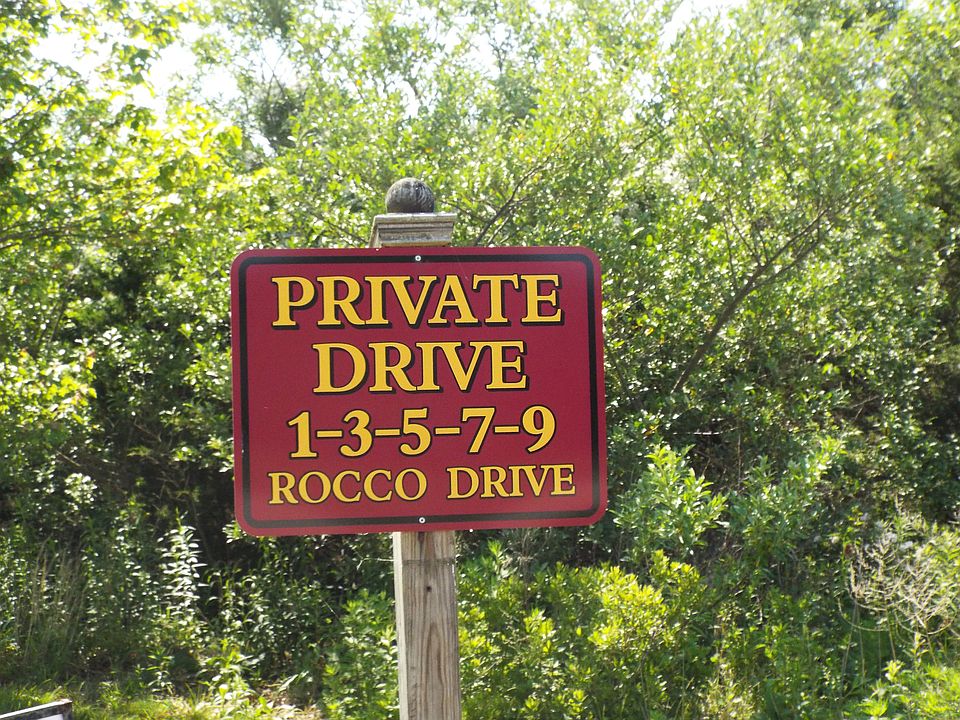 PRIVATE
DRIVE
1-3-5-7-9
ROCCO DRIVE